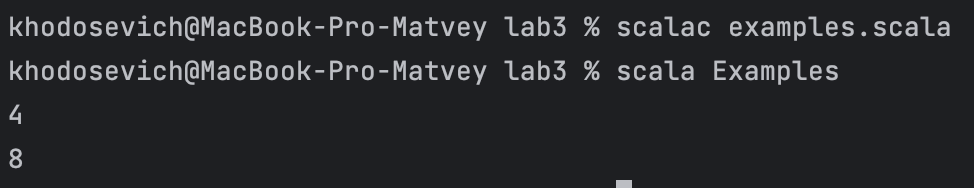 khodosevich@MacBook-Pro-Matvey lab3 % scalac examples.scala
khodosevich@MacBook-Pro-Matvey lab3 % scala Examples
4
8